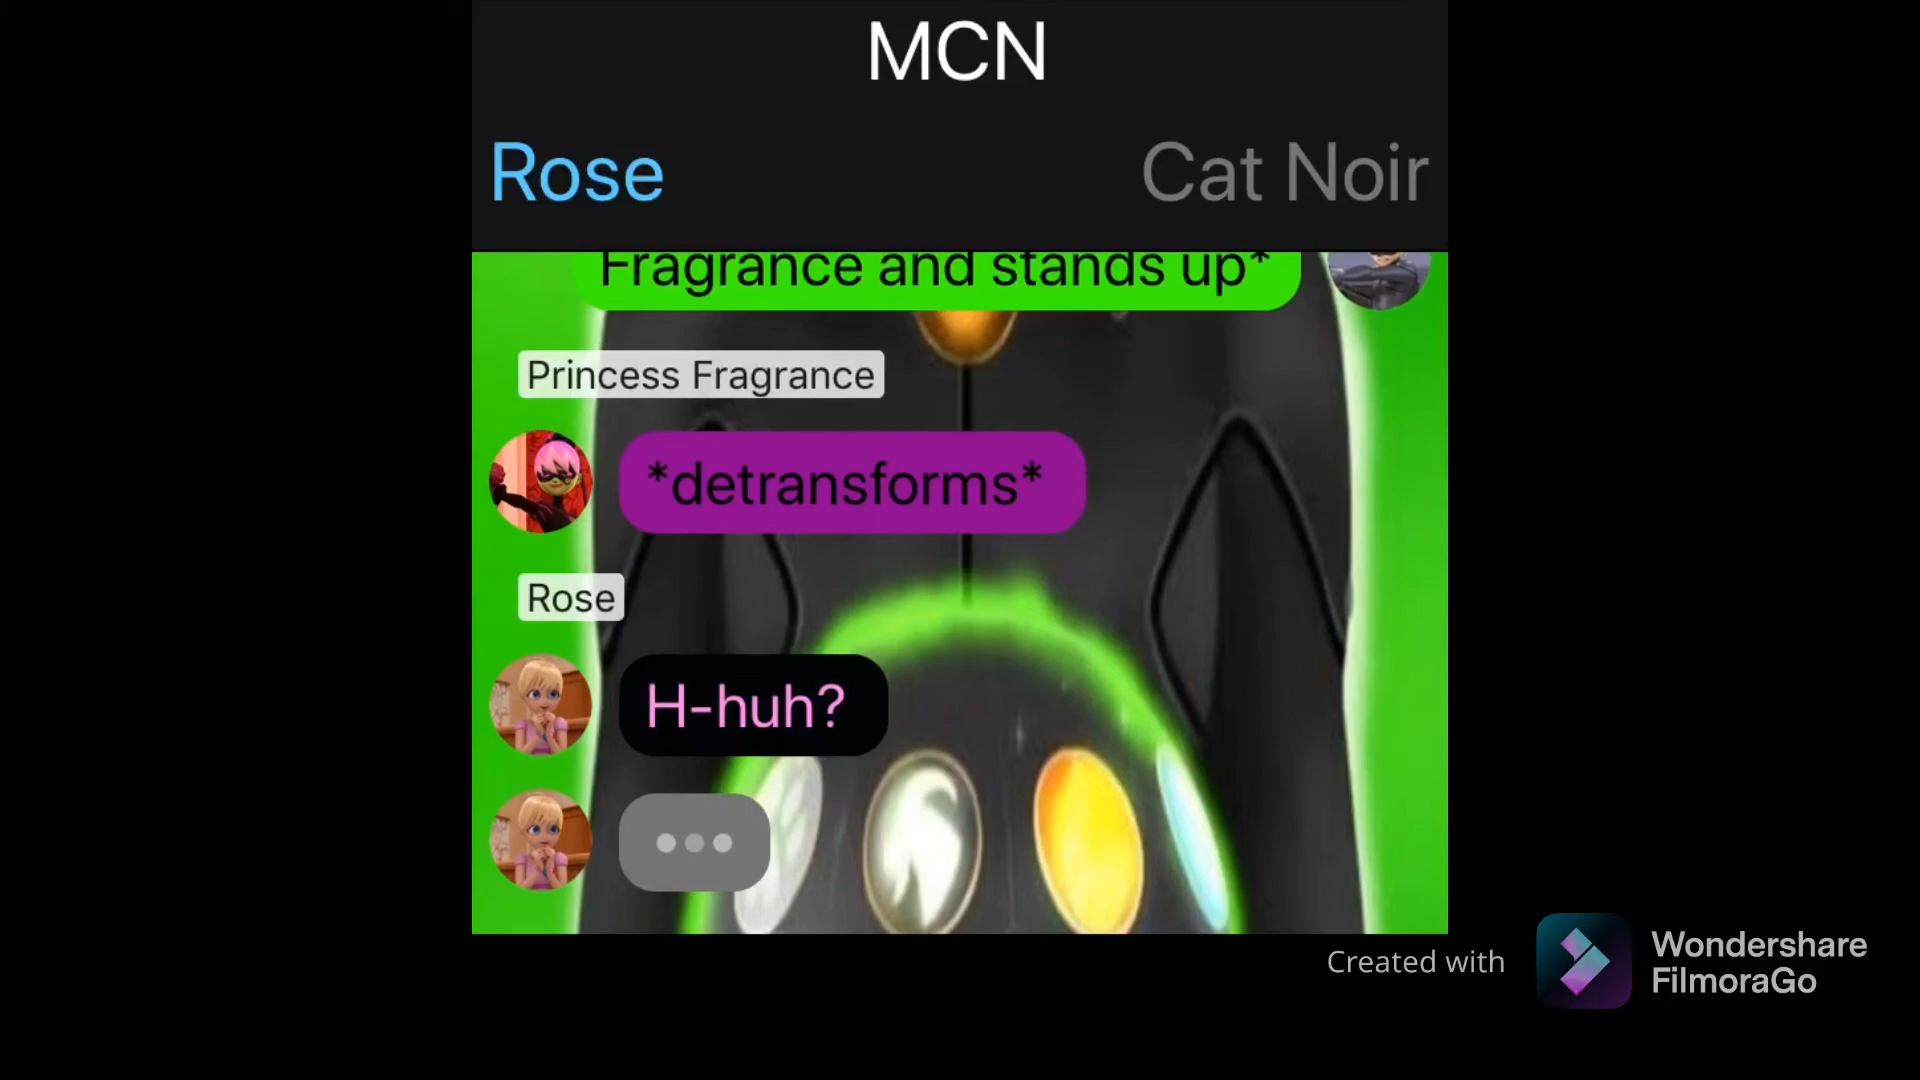 MCN
Rose
Cat Noir
Fragrance and stands up*
Princess Fragrance
*detransforms*
Rose
H-huh?
Created with
Wondershare
FilmoraGo